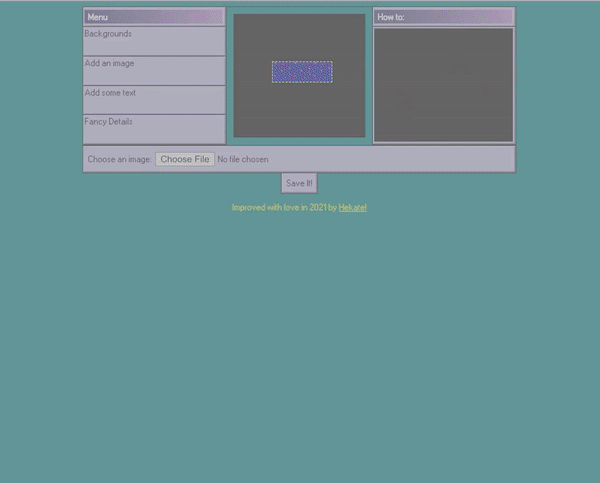 Menu
Backgrounds
Add an image
Add some text
Fancy Details
How to:
Choose an image: Choose File No file chosen
Save It!
Improved with love in 2021 by Hekate!